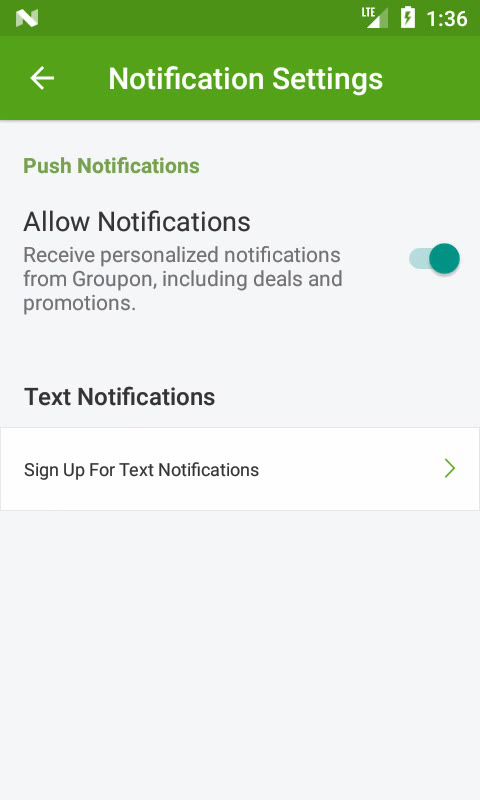 LTE 1:36
Notification Settings
Push Notifications
Allow Notifications
Receive personalized notifications
from Groupon, including deals and
promotions.
Text Notifications
Sign Up For Text Notifications